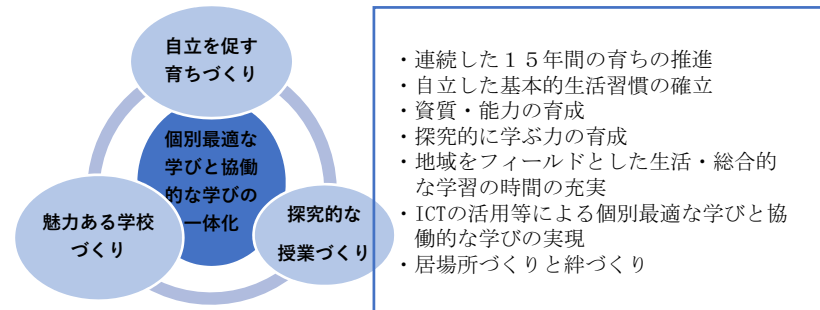 自立を促す
育ちづくり
個別最適な
学びと協働
的な学びの
一体化
魅力ある学校
づくり
探究的な
授業づくり
・連続した１５年間の育ちの推進
・自立した基本的生活習慣の確立
・資質・能力の育成
・探究的に学ぶ力の育成
・地域をフィールドとした生活・総合的
な学習の時間の充実
・ICTの活用等による個別最適な学びと協
働的な学びの実現
・居場所づくりと絆づくり